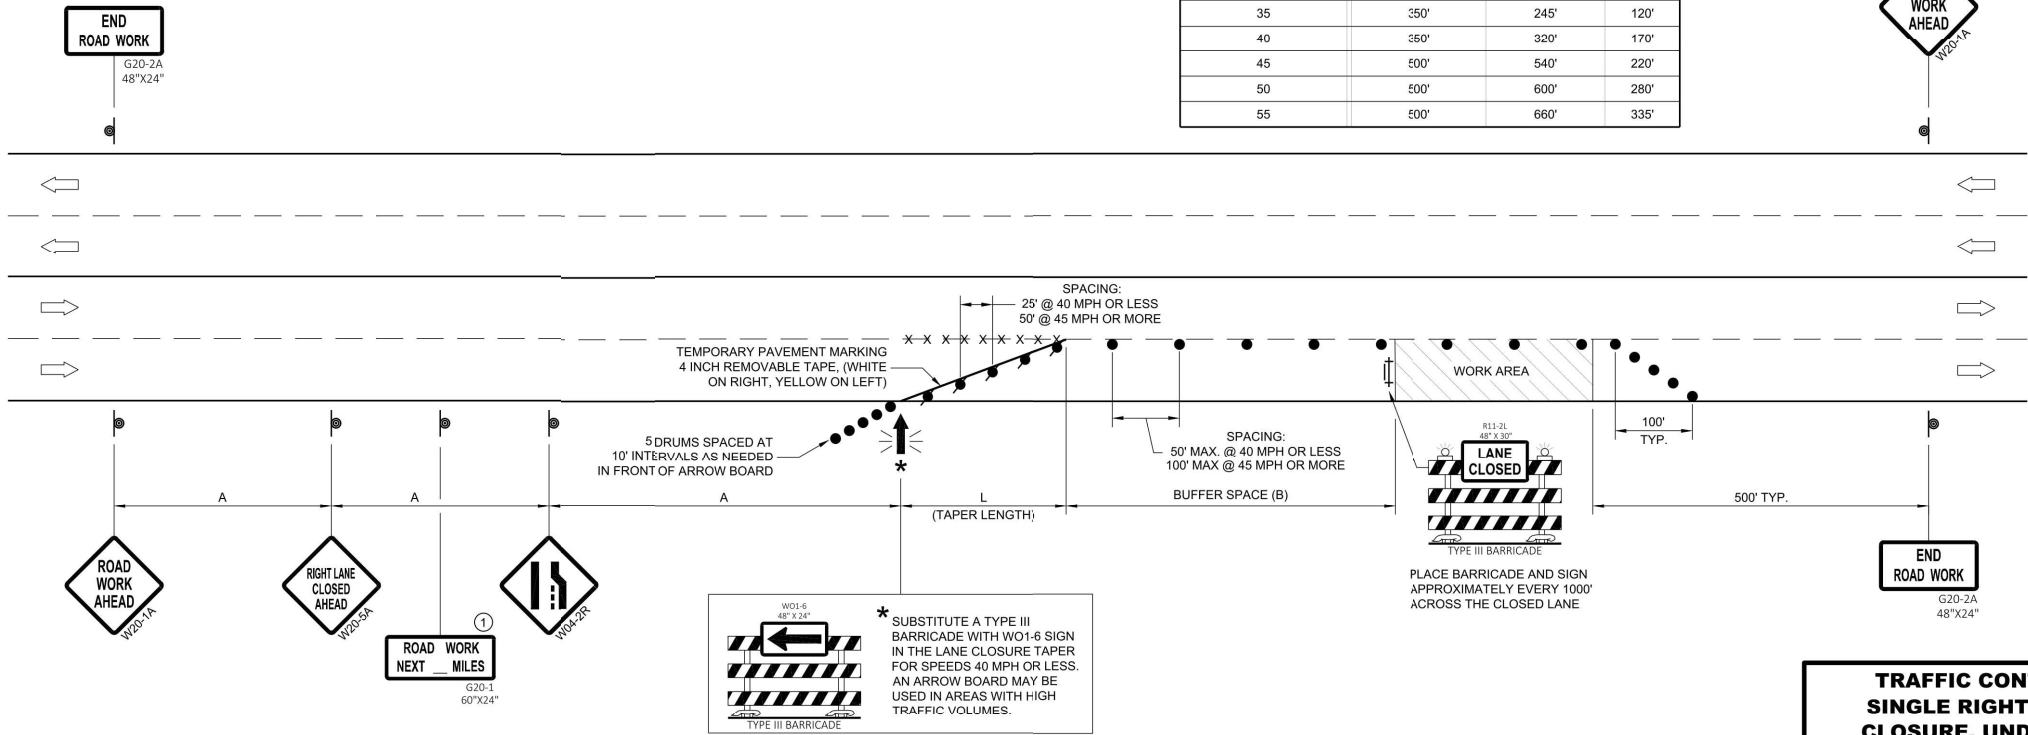 END
ROAD WORK
G20-2A
48"X24"
35 350' 245' 120'
40 350' 320' 170'
45 500' 540' 220'
50 500' 600' 280'
55 500' 660' 335'
WORK
AHEAD
W20-1A
SPACING:
25' @ 40 MPH OR LESS
50' @ 45 MPH OR MORE
X X X X X X X X X
TEMPORARY PAVEMENT MARKING
4 INCH REMOVABLE TAPE, (WHITE
ON RIGHT, YELLOW ON LEFT)
WORK AREA
5 DRUMS SPACED AT
10' INTERVALS AS NEEDED
IN FRONT OF ARROW BOARD
*
SPACING:
50' MAX. @ 40 MPH OR LESS
100' MAX @ 45 MPH OR MORE
100'
TYP.
R11-2L
48" X 30"
LANE
CLOSED
TYPE III BARRICADE
A
A
A
L
(TAPER LENGTH)
BUFFER SPACE (B)
500' TYP.
PLACE BARRICADE AND SIGN
APPROXIMATELY EVERY 1000'
ACROSS THE CLOSED LANE
ROAD
WORK
AHEAD
W20-1A
RIGHT LANE
CLOSED
AHEAD
W20-5A
1
ROAD WORK
NEXT __ MILES
G20-1
60"X24"
W04-2R
WO1-6
48" X 24"
TYPE III BARRICADE
* SUBSTITUTE A TYPE III
BARRICADE WITH WO1-6 SIGN
IN THE LANE CLOSURE TAPER
FOR SPEEDS 40 MPH OR LESS.
AN ARROW BOARD MAY BE
USED IN AREAS WITH HIGH
TRAFFIC VOLUMES.
END
ROAD WORK
G20-2A
48"X24"
TRAFFIC CON
SINGLE RIGHT
CLOSURE, UND